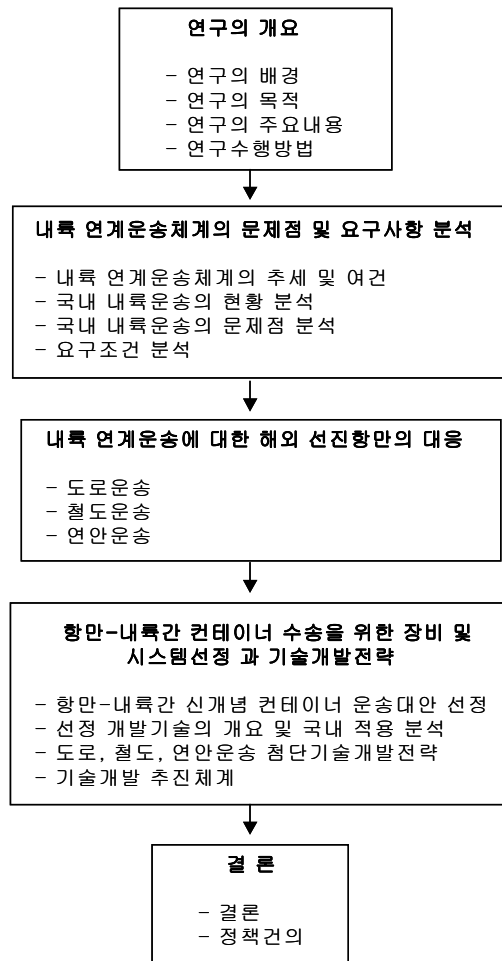 연구의 개요
– 연구의 배경
– 연구의 목적
– 연구의 주요내용
– 연구수행방법
내륙 연계운송체계의 문제점 및 요구사항 분석
– 내륙 연계운송체계의 추세 및 여건
– 국내 내륙운송의 현황 분석
– 국내 내륙운송의 문제점 분석
– 요구조건 분석
내륙 연계운송에 대한 해외 선진항만의 대응
– 도로운송
– 철도운송
– 연안운송
항만-내륙간 컨테이너 수송을 위한 장비 및
시스템선정 과 기술개발전략
– 항만-내륙간 신개념 컨테이너 운송대안 선정
– 선정 개발기술의 개요 및 국내 적용 분석
– 도로, 철도, 연안운송 첨단기술개발전략
– 기술개발 추진체계
결 론
– 결론
– 정책건의